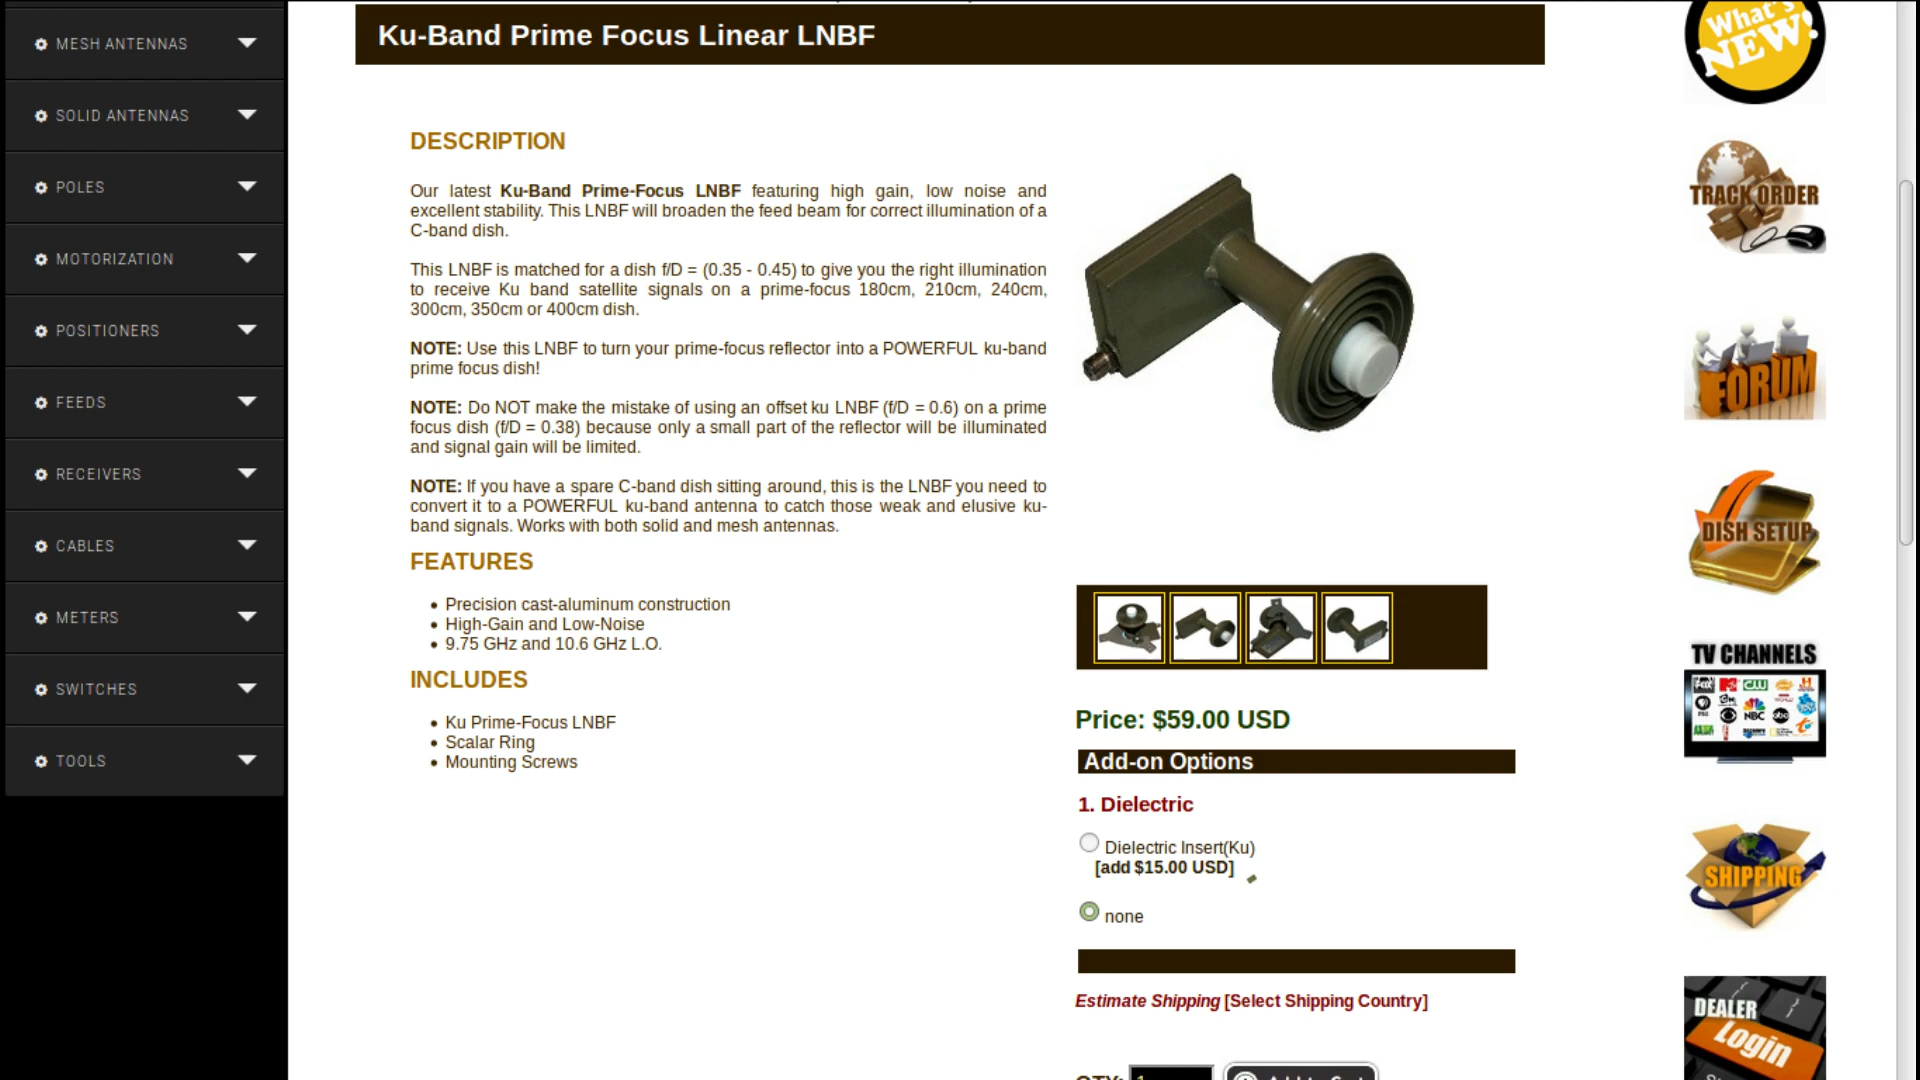 Ku-Band Prime Focus Linear LNBF
MESH ANTENNAS
SOLID ANTENNAS
POLES
MOTORIZATION
POSITIONERS
FEEDS
RECEIVERS
CABLES
METERS
SWITCHES
TOOLS
DESCRIPTION
Our latest Ku-Band Prime-Focus LNBF featuring high gain, low noise and
excellent stability. This LNBF will broaden the feed beam for correct illumination of a
C-band dish.
This LNBF is matched for a dish f/D = (0.35 - 0.45) to give you the right illumination
to receive Ku band satellite signals on a prime-focus 180cm, 210cm, 240cm,
300cm, 350cm or 400cm dish.
NOTE: Use this LNBF to turn your prime-focus reflector into a POWERFUL ku-band
prime focus dish!
NOTE: Do NOT make the mistake of using an offset ku LNBF (f/D = 0.6) on a prime
focus dish (f/D = 0.38) because only a small part of the reflector will be illuminated
and signal gain will be limited.
NOTE: If you have a spare C-band dish sitting around, this is the LNBF you need to
convert it to a POWERFUL ku-band antenna to catch those weak and elusive ku-
band signals. Works with both solid and mesh antennas.
FEATURES
• Precision cast-aluminum construction
• High-Gain and Low-Noise
• 9.75 GHz and 10.6 GHz L.O.
INCLUDES
• Ku Prime-Focus LNBF
• Scalar Ring
• Mounting Screws
Price: $59.00 USD
Add-on Options
1. Dielectric
Dielectric Insert(Ku)
[add $15.00 USD]
none
Estimate Shipping [Select Shipping Country]
QTY: 1 Add to Cart
What's
NEW!
TRACK ORDER
FORUM
DISH SETUP
TV CHANNELS
FOX
CW
PBS
NBC
abc
SHIPPING
DEALER
Login